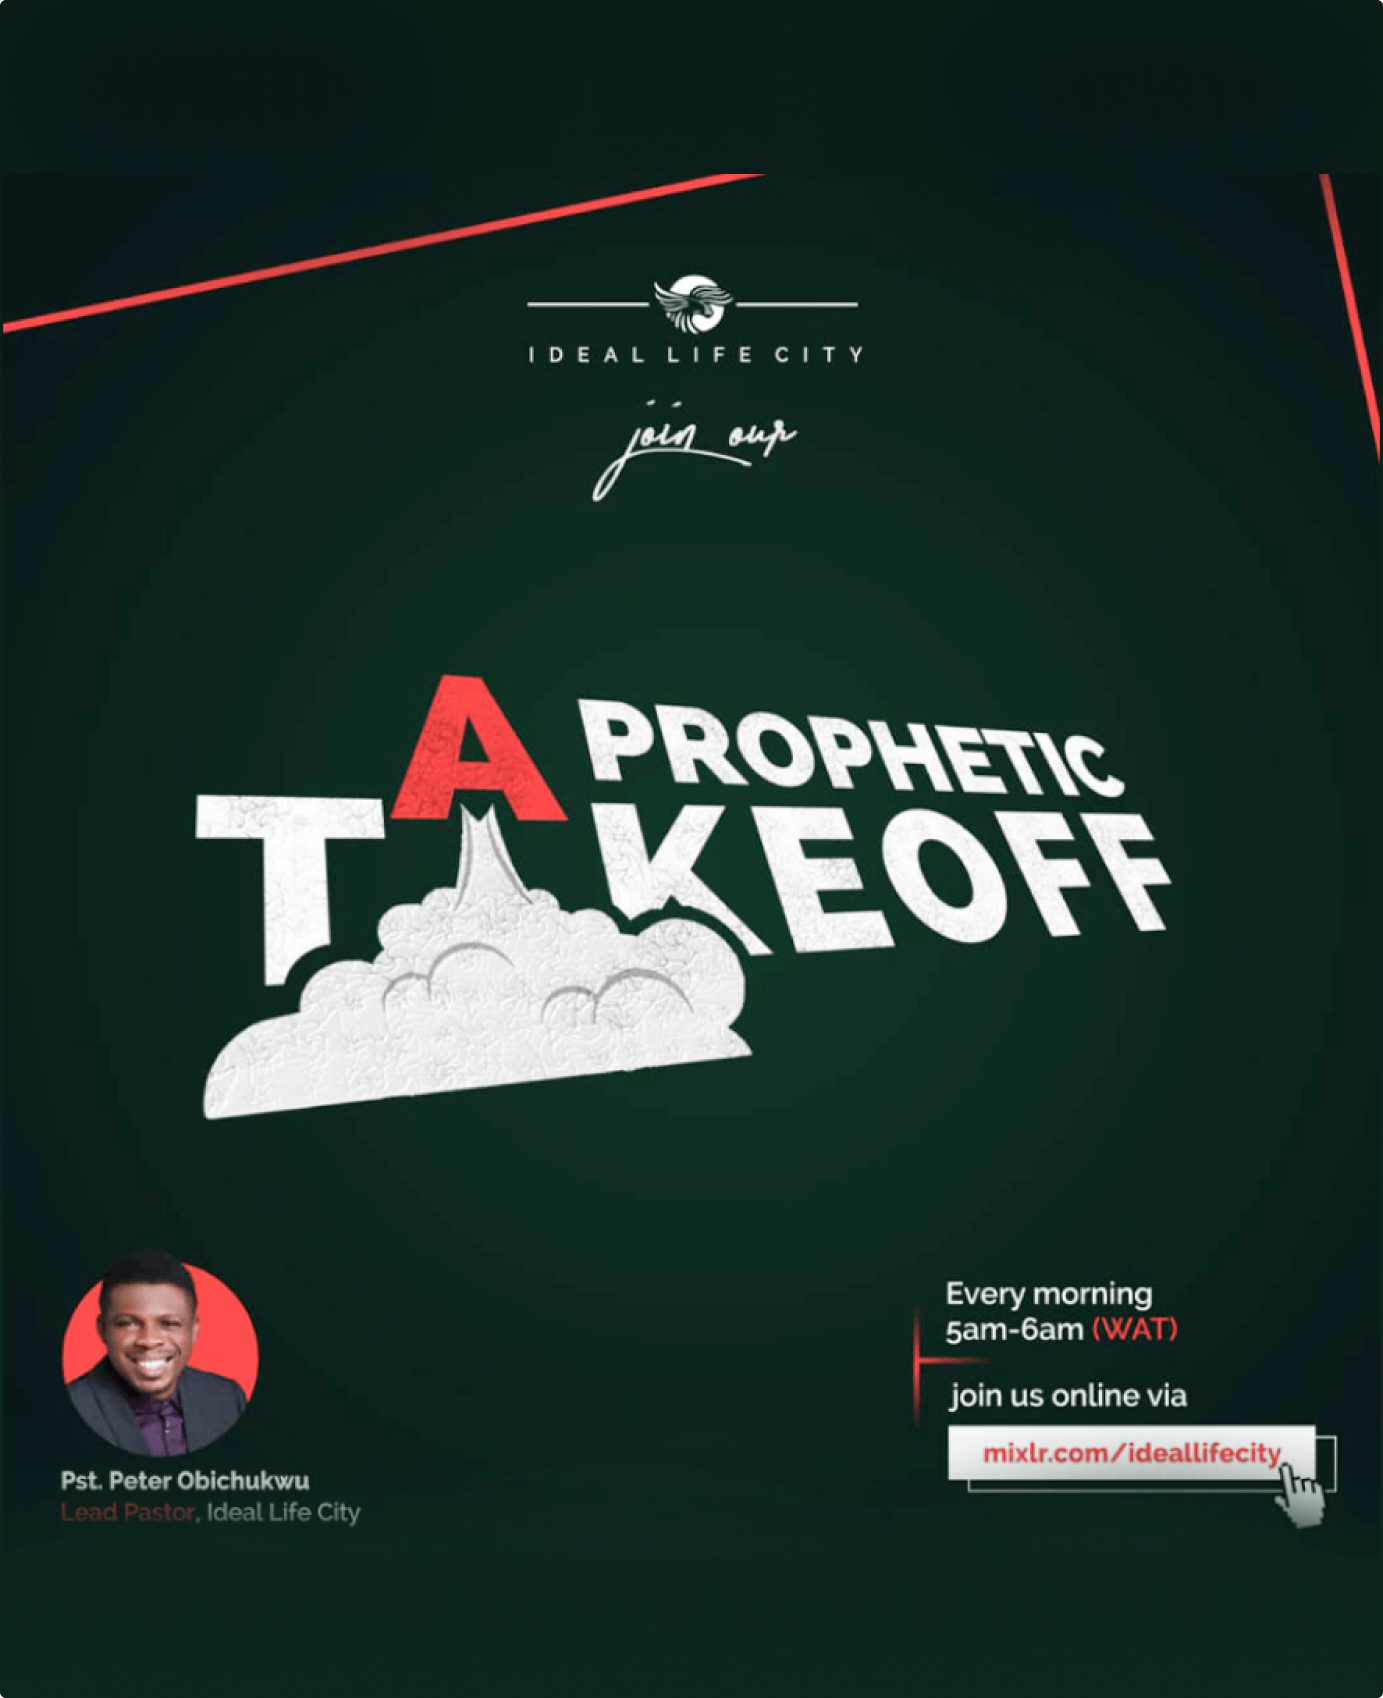 IDEAL LIFE CITY
join our
A PROPHETIC
TAKEOFF
Every morning
5am-6am (WAT)
join us online via
mixlr.com/ideallifecity
Pst. Peter Obichukwu
Lead Pastor, Ideal Life City